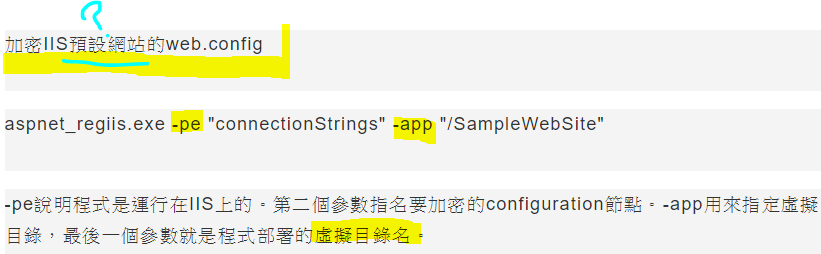 ?
加密IIS預設網站的web.config
aspnet_regiis.exe -pe "connectionStrings" -app "/SampleWebSite"
-pe說明程式是運行在IIS上的。第二個參數指名要加密的configuration節點。-app用來指定虛擬
目錄，最後一個參數就是程式部署的虛擬目錄名。